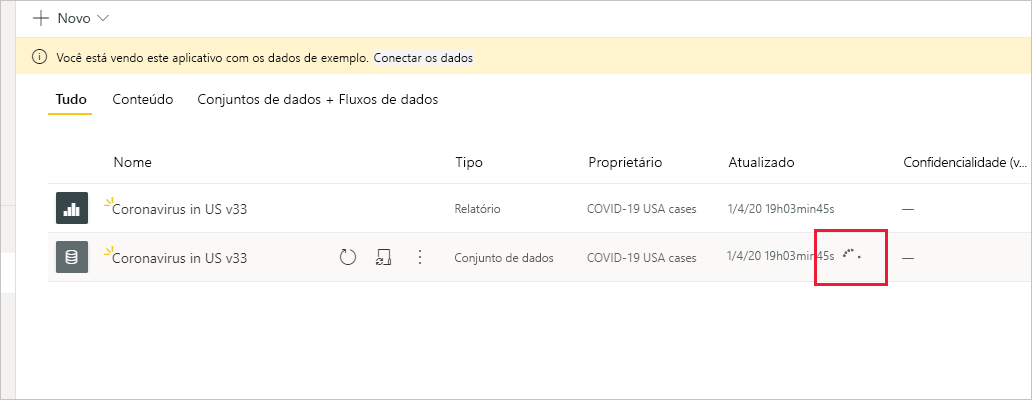 Novo
Você está vendo este aplicativo com os dados de exemplo. Conectar os dados
Tudo Conteúdo Conjuntos de dados + Fluxos de dados
Nome Tipo Proprietário Atualizado Confidencialidade (v...
Coronavirus in US v33 Relatório COVID-19 USA cases 1/4/20 19h03min45s —
Coronavirus in US v33 Conjunto de dados COVID-19 USA cases 1/4/20 19h03min45s —